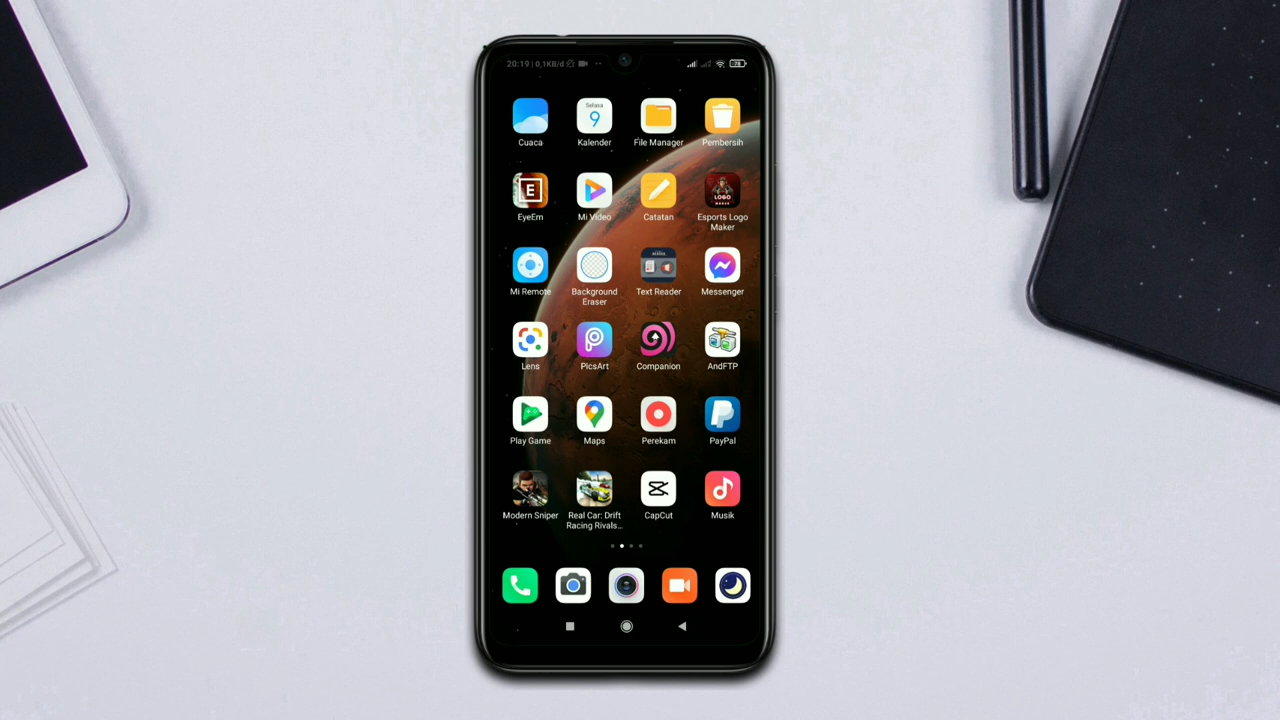 20:19 | 0,1KB/d
78
Selasa
9
Cuaca
Kalender
File Manager
Pembersih
E
LOGO
EyeEm
Mi Video
Catatan
Esports Logo
Maker
Mi Remote
Background
Eraser
Text Reader
Messenger
Lens
PicsArt
Companion
AndFTP
Play Game
Maps
Perekam
PayPal
Modern Sniper
Real Car: Drift
Racing Rivals...
CapCut
Musik